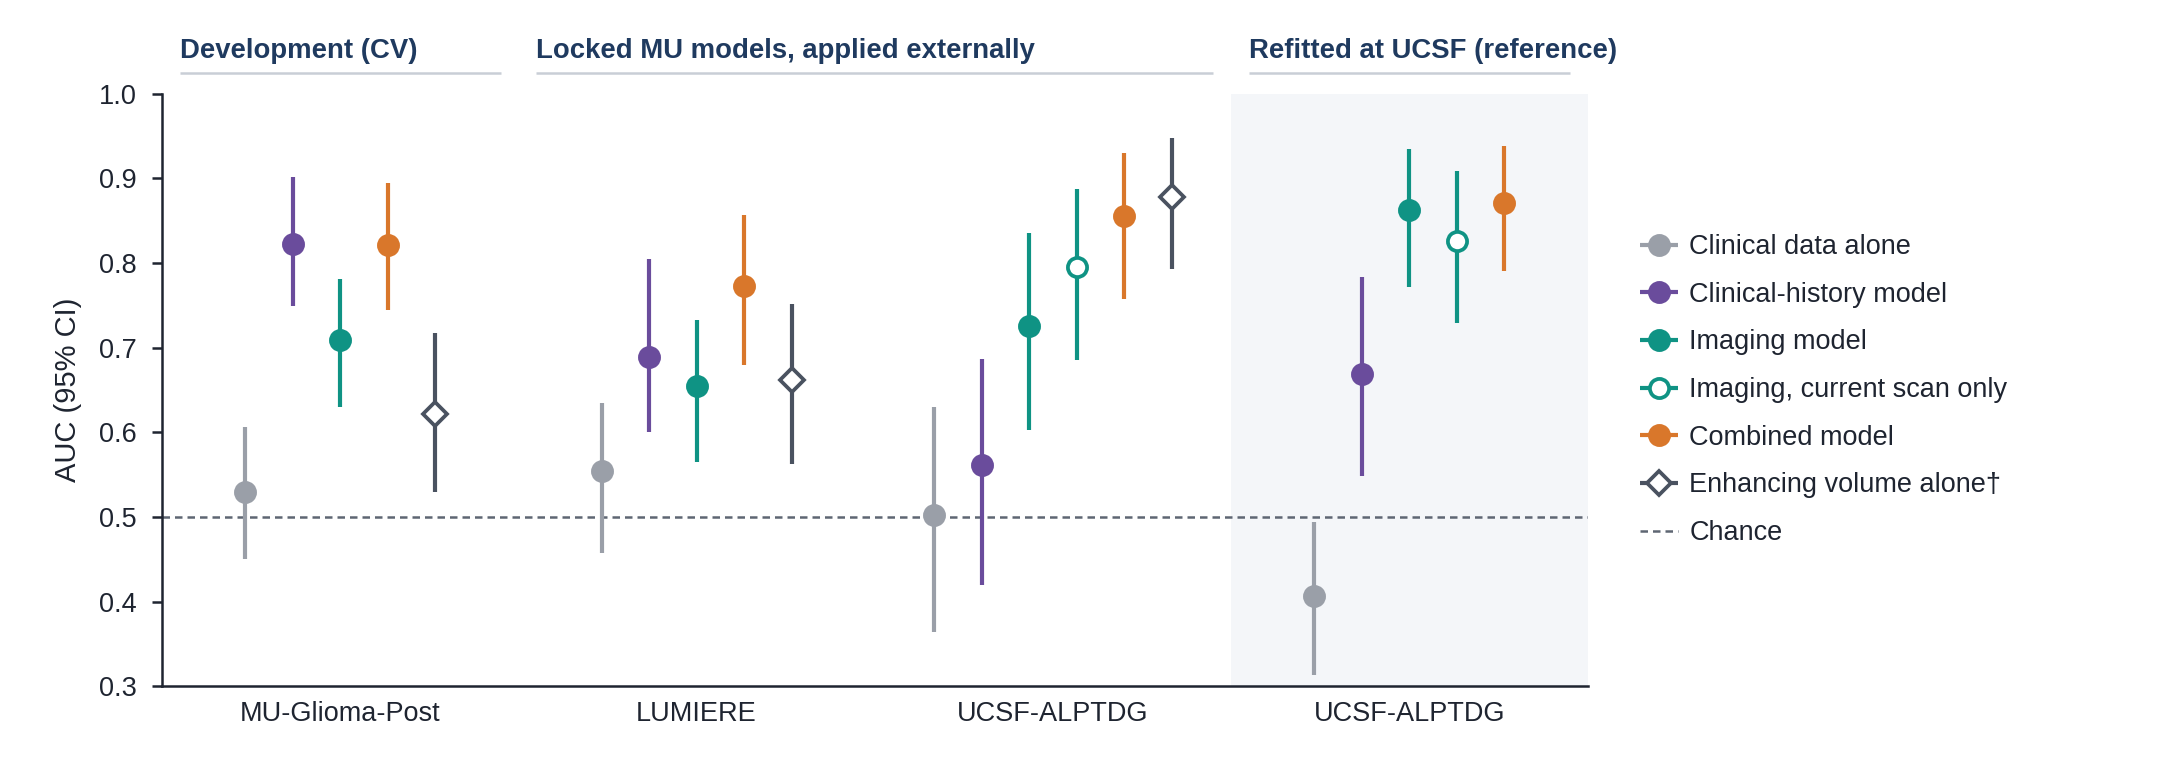 Development (CV)
Locked MU models, applied externally
Refitted at UCSF (reference)
AUC (95% CI)
1.0
0.9
0.8
0.7
0.6
0.5
0.4
0.3
MU-Glioma-Post
LUMIERE
UCSF-ALPTDG
UCSF-ALPTDG
Clinical data alone
Clinical-history model
Imaging model
Imaging, current scan only
Combined model
Enhancing volume alone†
Chance